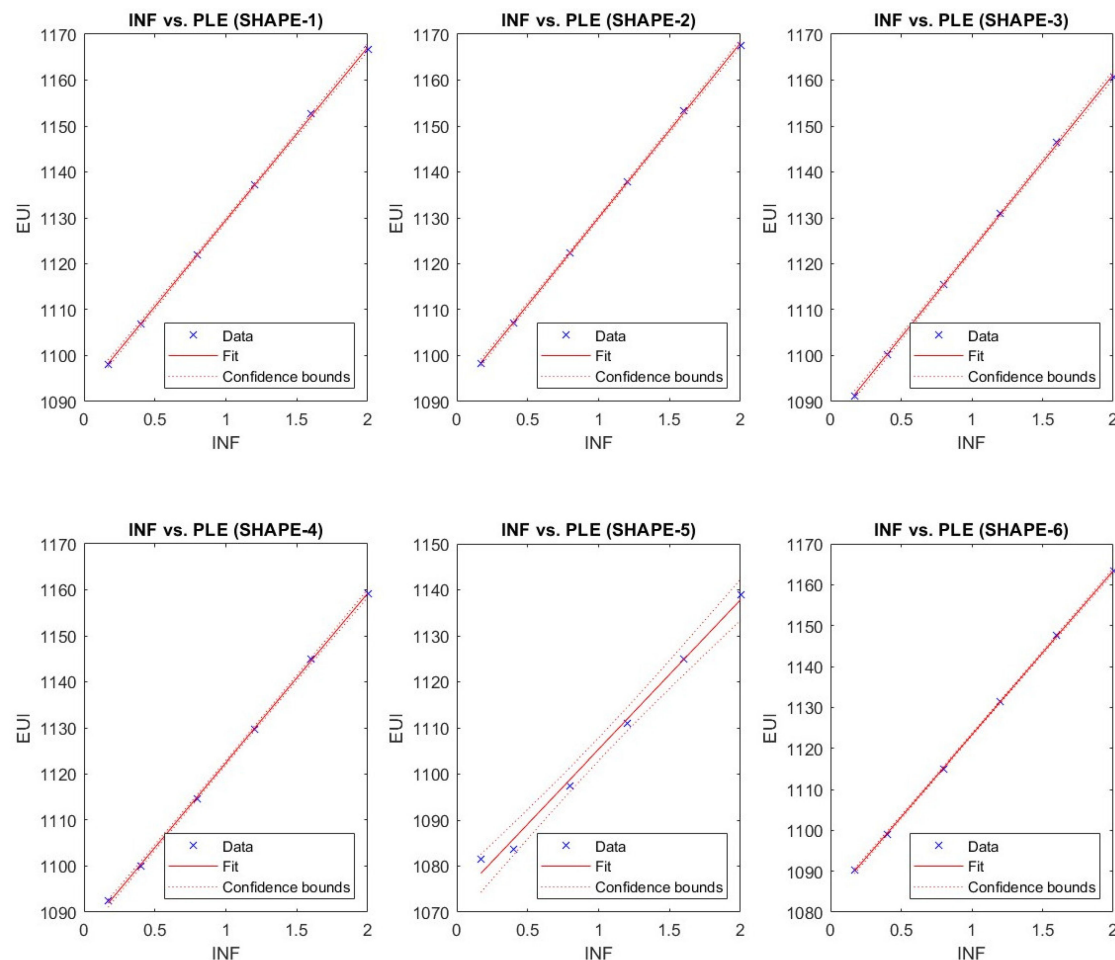 INF vs. PLE (SHAPE-1)
1170
1160
1150
1140
1130
1120
1110
1100
1090
EUI
0 0.5 1 1.5 2
INF
Data
Fit
Confidence bounds
INF vs. PLE (SHAPE-2)
1170
1160
1150
1140
1130
1120
1110
1100
1090
EUI
0 0.5 1 1.5 2
INF
Data
Fit
Confidence bounds
INF vs. PLE (SHAPE-3)
1170
1160
1150
1140
1130
1120
1110
1100
1090
EUI
0 0.5 1 1.5 2
INF
Data
Fit
Confidence bounds
INF vs. PLE (SHAPE-4)
1170
1160
1150
1140
1130
1120
1110
1100
1090
EUI
0 0.5 1 1.5 2
INF
Data
Fit
Confidence bounds
INF vs. PLE (SHAPE-5)
1150
1140
1130
1120
1110
1100
1090
1080
1070
EUI
0 0.5 1 1.5 2
INF
Data
Fit
Confidence bounds
INF vs. PLE (SHAPE-6)
1170
1160
1150
1140
1130
1120
1110
1100
1090
1080
EUI
0 0.5 1 1.5 2
INF
Data
Fit
Confidence bounds